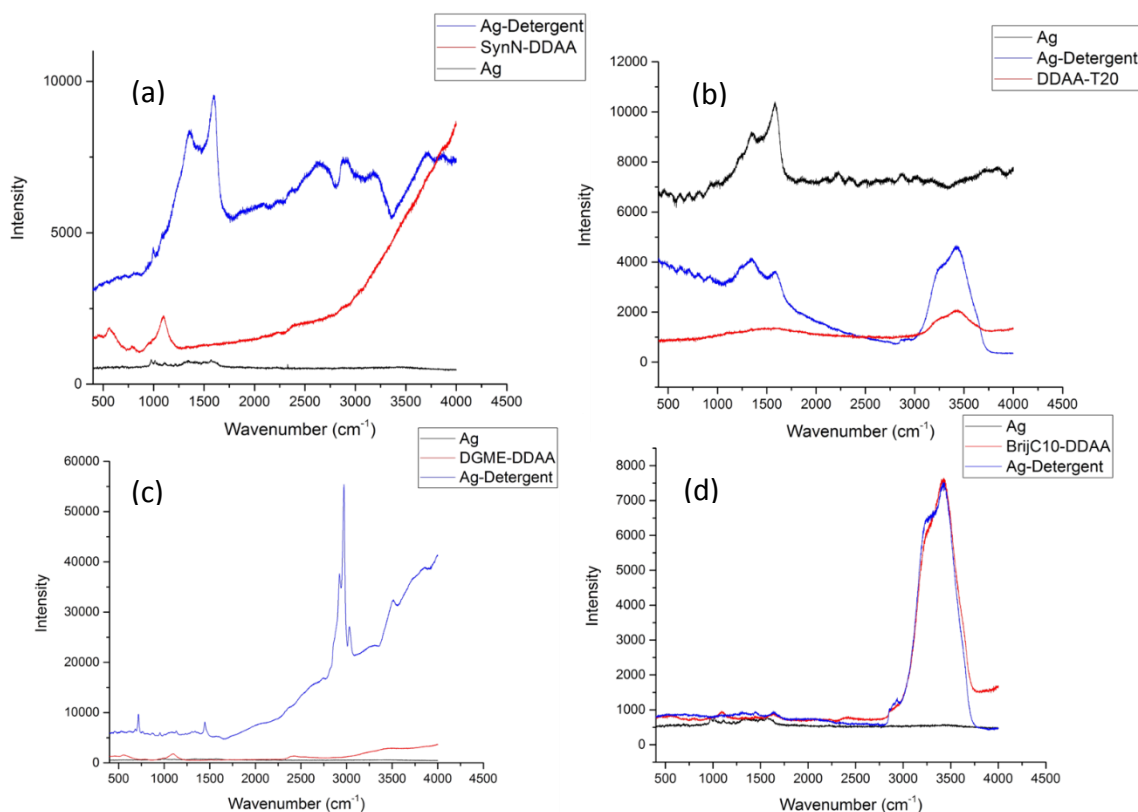 Ag-Detergent
SynN-DDAA
Ag
(a)
10000
5000
0
Intensity
500 1000 1500 2000 2500 3000 3500 4000 4500
Wavenumber (cm-1)
Ag
Ag-Detergent
DDAA-T20
(b)
12000
10000
8000
6000
4000
2000
0
Intensity
500 1000 1500 2000 2500 3000 3500 4000 4500
Wavenumber (cm-1)
Ag
DGME-DDAA
Ag-Detergent
(c)
60000
50000
40000
30000
20000
10000
0
Intensity
500 1000 1500 2000 2500 3000 3500 4000 4500
Wavenumber (cm-1)
Ag
BrijC10-DDAA
Ag-Detergent
(d)
8000
7000
6000
5000
4000
3000
2000
1000
0
Intensity
500 1000 1500 2000 2500 3000 3500 4000 4500
Wavenumber (cm-1)